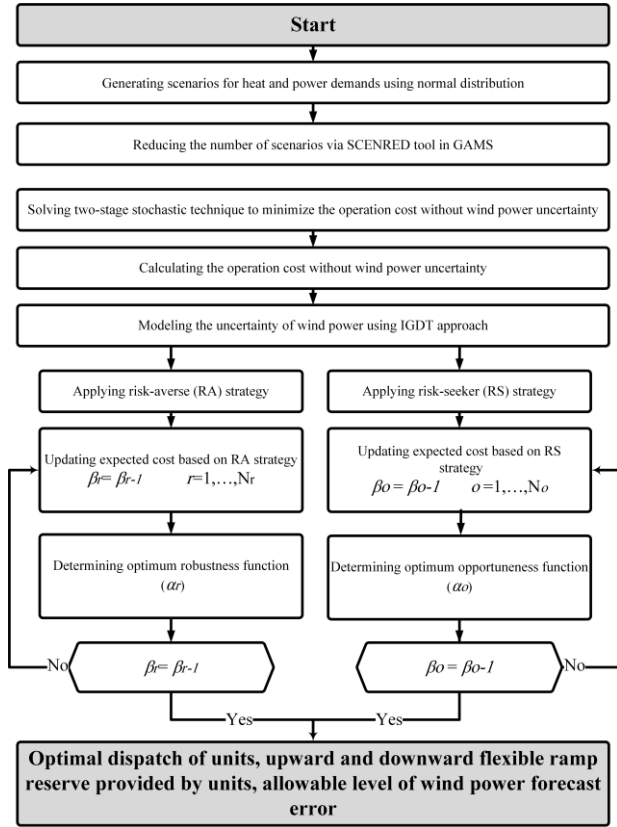 Start
Generating scenarios for heat and power demands using normal distribution
Reducing the number of scenarios via SCENRED tool in GAMS
Solving two-stage stochastic technique to minimize the operation cost without wind power uncertainty
Calculating the operation cost without wind power uncertainty
Modeling the uncertainty of wind power using IGDT approach
Applying risk-averse (RA) strategy
Updating expected cost based on RA strategy
βr= βr-1 r=1,…,Nr
Determining optimum robustness function
(αr)
No
βr= βr-1
Yes
Applying risk-seeker (RS) strategy
Updating expected cost based on RS
strategy
βo = βo-1 o =1,…,No
Determining optimum opportuneness function
(αo)
βo = βo-1
No
Yes
Optimal dispatch of units, upward and downward flexible ramp
reserve provided by units, allowable level of wind power forecast
error